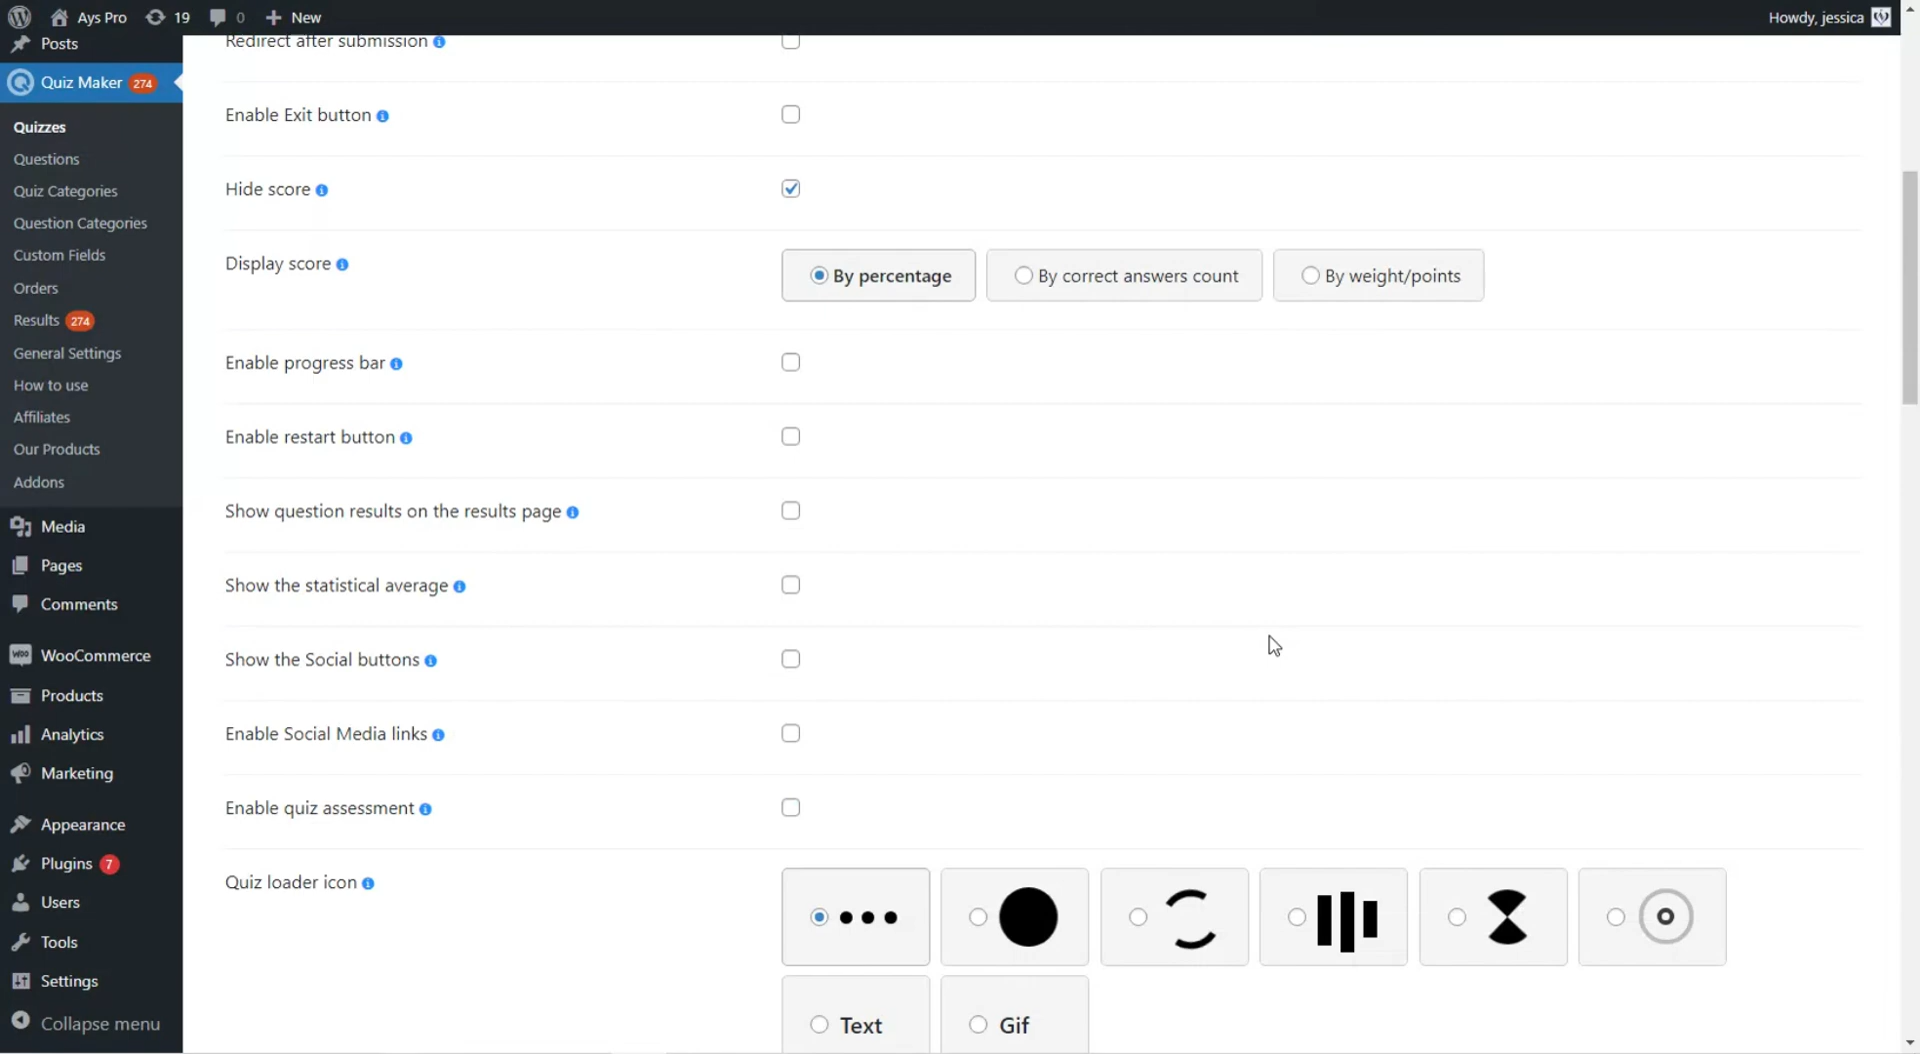 Ays Pro 19 0 New Howdy, jessica
Posts
Quiz Maker 274
Quizzes
Questions
Quiz Categories
Question Categories
Custom Fields
Orders
Results 274
General Settings
How to use
Affiliates
Our Products
Addons
Media
Pages
Comments
WooCommerce
Products
Analytics
Marketing
Appearance
Plugins 7
Users
Tools
Settings
Collapse menu
Redirect after submission
Enable Exit button
Hide score
Display score By percentage By correct answers count By weight/points
Enable progress bar
Enable restart button
Show question results on the results page
Show the statistical average
Show the Social buttons
Enable Social Media links
Enable quiz assessment
Quiz loader icon
Text Gif